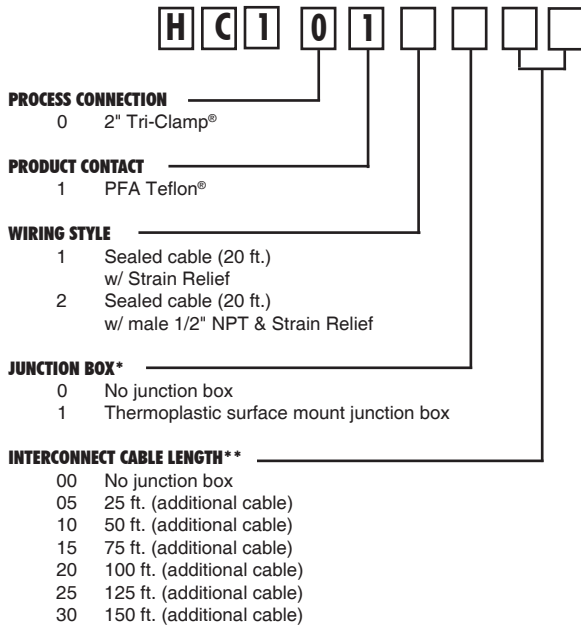 H C 1 0 1
PROCESS CONNECTION
0 2" Tri-Clamp®
PRODUCT CONTACT
1 PFA Teflon®
WIRING STYLE
1 Sealed cable (20 ft.)
w/ Strain Relief
2 Sealed cable (20 ft.)
w/ male 1/2" NPT & Strain Relief
JUNCTION BOX*
0 No junction box
1 Thermoplastic surface mount junction box
INTERCONNECT CABLE LENGTH**
00 No junction box
05 25 ft. (additional cable)
10 50 ft. (additional cable)
15 75 ft. (additional cable)
20 100 ft. (additional cable)
25 125 ft. (additional cable)
30 150 ft. (additional cable)